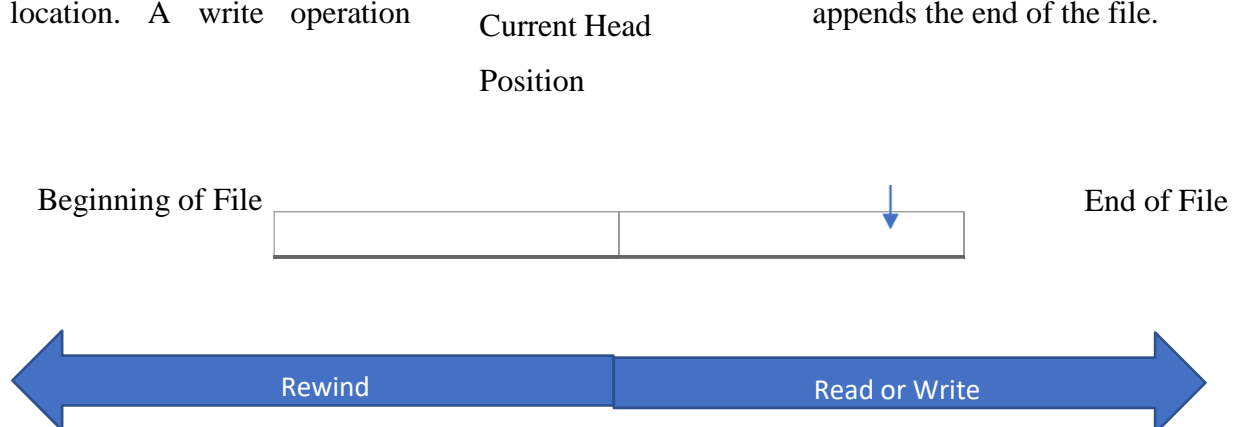 location. A write operation
appends the end of the file.
Current Head
Position
Beginning of File
End of File
Rewind
Read or Write